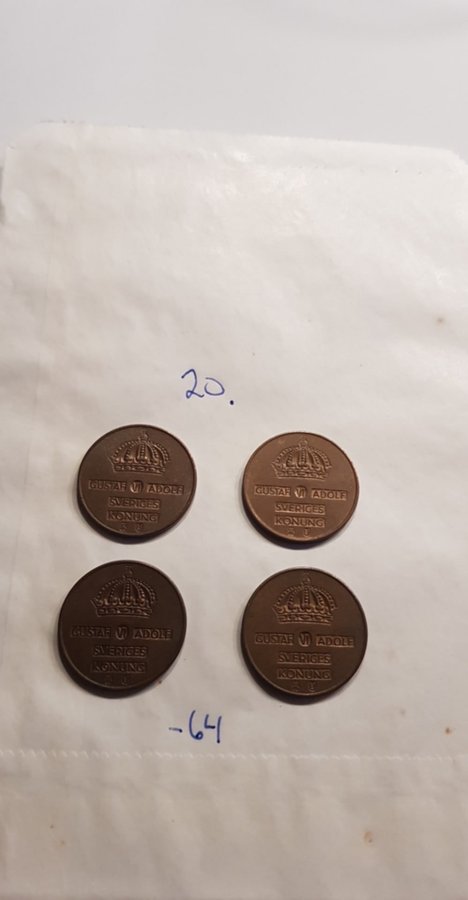 20.
GUSTAF VI ADOLF
SVERIGES
KONUNG
GUSTAF VI ADOLF
SVERIGES
KONUNG
GUSTAF VI ADOLF
SVERIGES
KONUNG
GUSTAF VI ADOLF
SVERIGES
KONUNG
-64